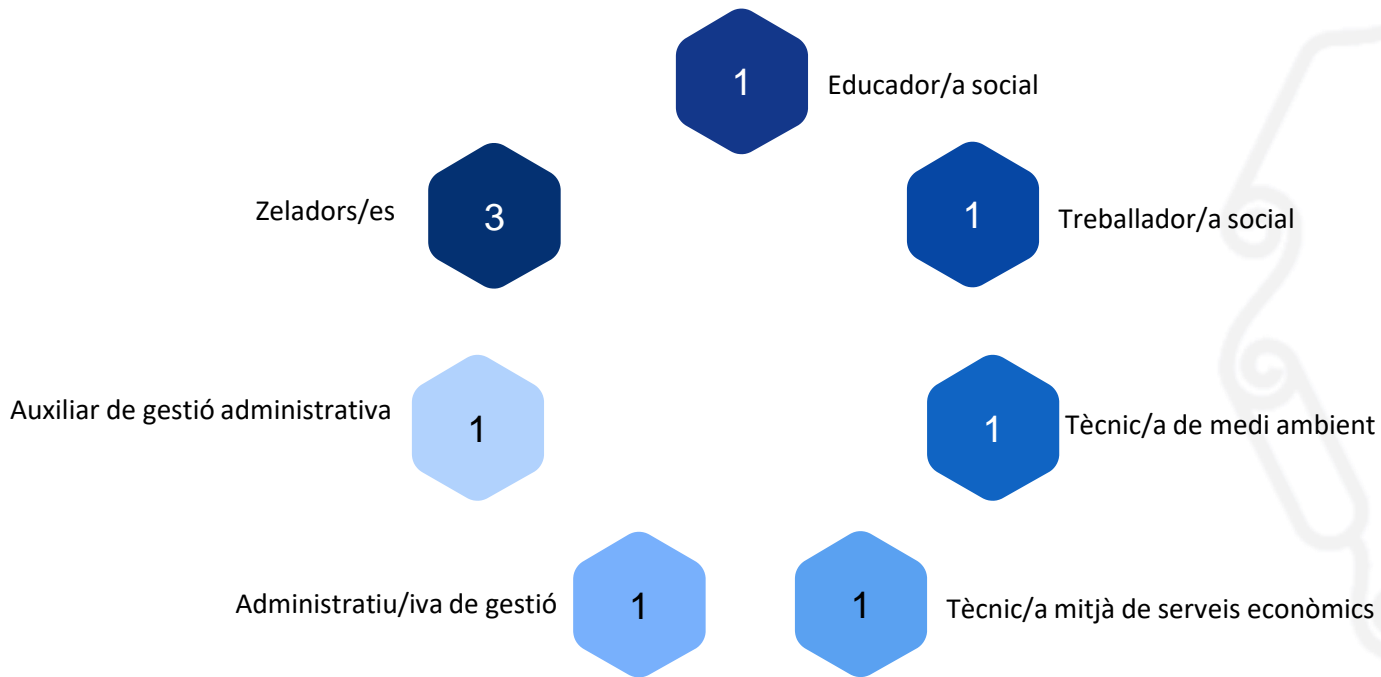 1
Educador/a social
Zeladors/es
3
1
Treballador/a social
Auxiliar de gestió administrativa
1
1
Tècnic/a de medi ambient
Administratiu/iva de gestió
1
1
Tècnic/a mitjà de serveis econòmics